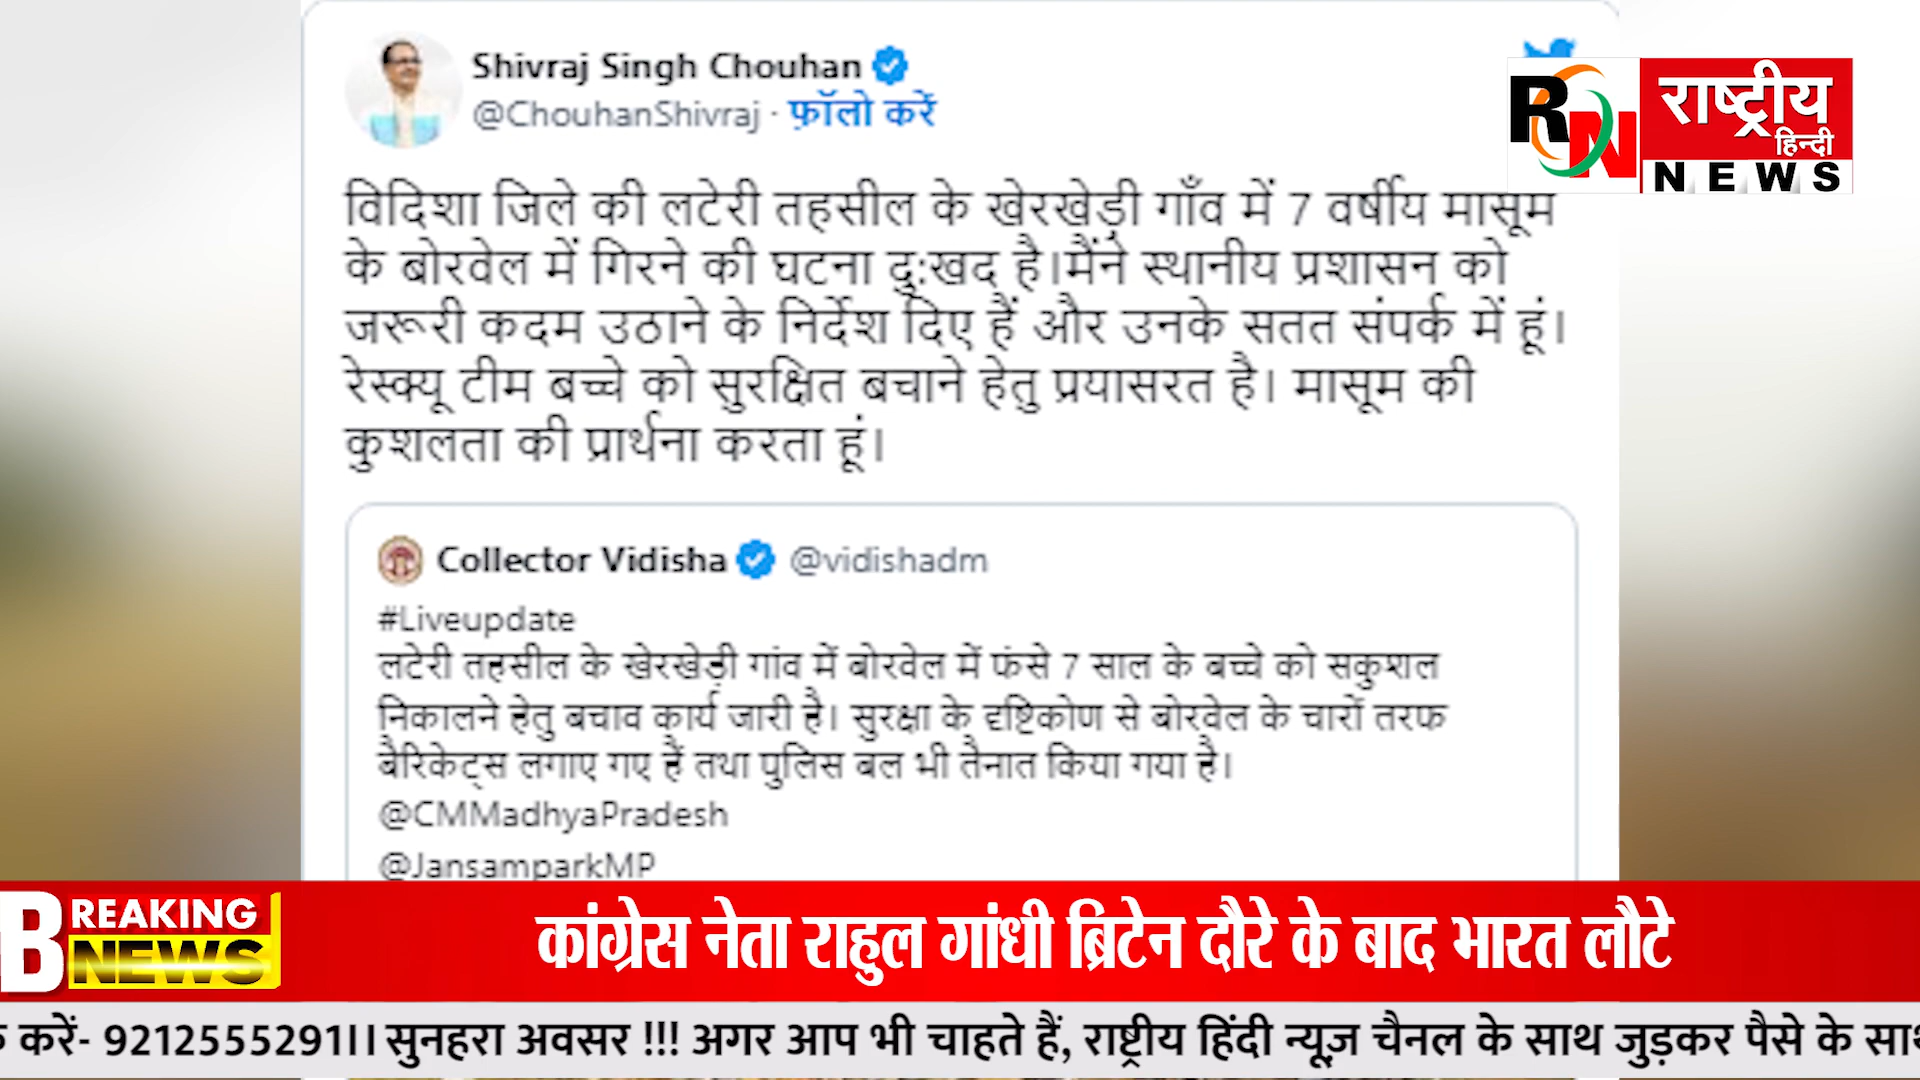 Shivraj Singh Chouhan
@ChouhanShivraj · फ़ॉलो करें
RN
राष्ट्रीय
हिन्दी
NEWS
विदिशा जिले की लटेरी तहसील के खेरखेड़ी गाँव में 7 वर्षीय मासूम
के बोरवेल में गिरने की घटना दु:खद है।मैंने स्थानीय प्रशासन को
जरूरी कदम उठाने के निर्देश दिए हैं और उनके सतत संपर्क में हूं।
रेस्क्यू टीम बच्चे को सुरक्षित बचाने हेतु प्रयासरत है। मासूम की
कुशलता की प्रार्थना करता हूं।
Collector Vidisha @vidishadm
#Liveupdate
लटेरी तहसील के खेरखेड़ी गांव में बोरवेल में फंसे 7 साल के बच्चे को सकुशल
निकालने हेतु बचाव कार्य जारी है। सुरक्षा के दृष्टिकोण से बोरवेल के चारों तरफ
बैरिकेट्स लगाए गए हैं तथा पुलिस बल भी तैनात किया गया है।
@CMMadhyaPradesh
@JansamparkMP
BREAKING
NEWS
कांग्रेस नेता राहुल गांधी ब्रिटेन दौरे के बाद भारत लौटे
करें- 9212555291।। सुनहरा अवसर !!! अगर आप भी चाहते हैं, राष्ट्रीय हिंदी न्यूज़ चैनल के साथ जुड़कर पैसे के